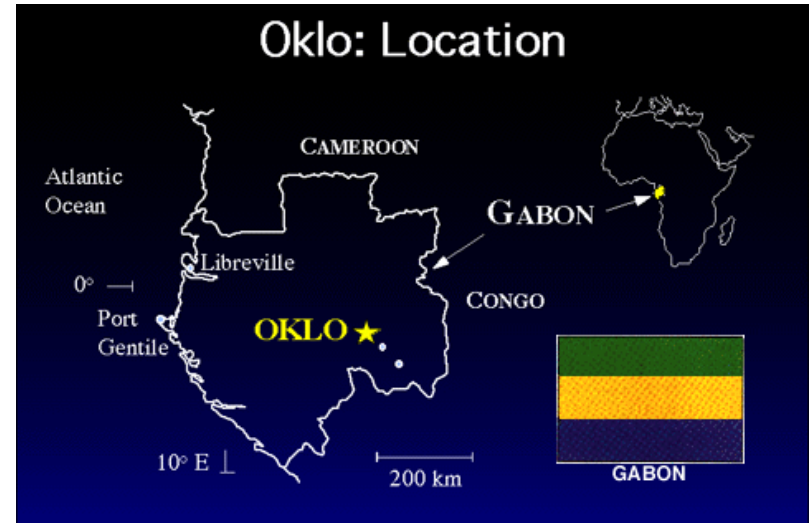 Oklo: Location
CAMEROON
Atlantic
Ocean
GABON
Libreville
0°
CONGO
Port
Gentile
OKLO
10° E
200 km
GABON